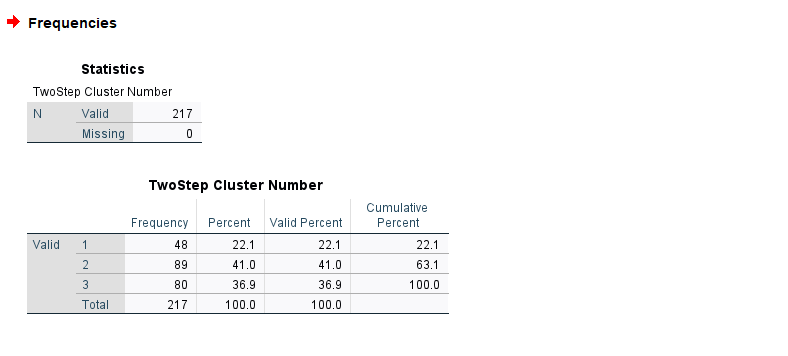 Frequencies
Statistics
TwoStep Cluster Number
N Valid 217
Missing 0
TwoStep Cluster Number
Frequency Percent Valid Percent Cumulative Percent
Valid 1 48 22.1 22.1 22.1
2 89 41.0 41.0 63.1
3 80 36.9 36.9 100.0
Total 217 100.0 100.0